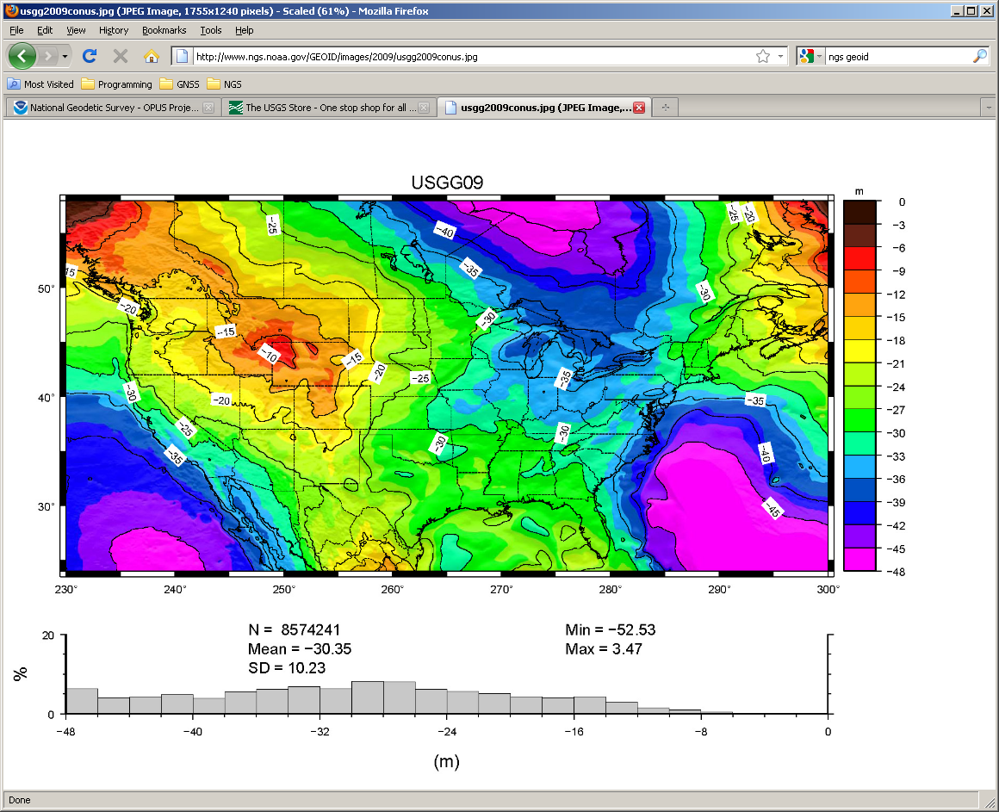 usgg2009conus.jpg (JPEG Image, 1755x1240 pixels) - Scaled (61%) - Mozilla Firefox
File Edit View History Bookmarks Tools Help
http://www.ngs.noaa.gov/GEOID/images/2009/usgg2009conus.jpg
ngs geoid
Most Visited Programming GNSS NGS
National Geodetic Survey - OPUS Proje...
The USGS Store - One stop shop for all ...
usgg2009conus.jpg (JPEG Image,...
USGG09
m
0
−3
−6
−9
−12
−15
−18
−21
−24
−27
−30
−33
−36
−39
−42
−45
−48
50°
40°
30°
−25
−40
−25
−20
−35
15
−30
−20
−30
−15
−10
−15
−20
−25
−35
−30
−20
−35
−25
−30
−30
−35
−40
−45
230° 240° 250° 260° 270° 280° 290° 300°
N = 8574241
Mean = −30.35
SD = 10.23
Min = −52.53
Max = 3.47
20
%
0
−48 −40 −32 −24 −16 −8 0
(m)
Done